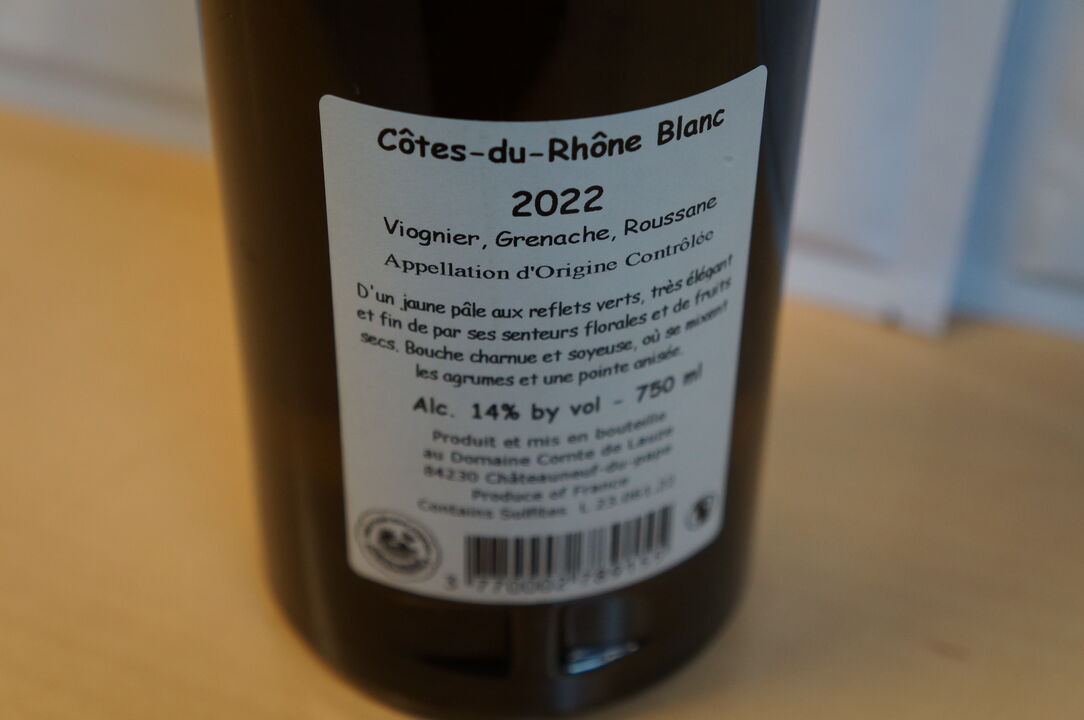 Côtes-du-Rhône Blanc
2022
Viognier, Grenache, Roussane
Appellation d'Origine Contrôlée
D'un jaune pâle aux reflets verts, très élégant
et fin de par ses senteurs florales et de fruits
secs. Bouche charnue et soyeuse, où se mixent
les agrumes et une pointe anisée.
Alc. 14% by vol - 750 ml
Produit et mis en bouteille
au Domaine Comte de Lauze
84230 Châteauneuf-du-pape
Produce of France
Contains Sulfites